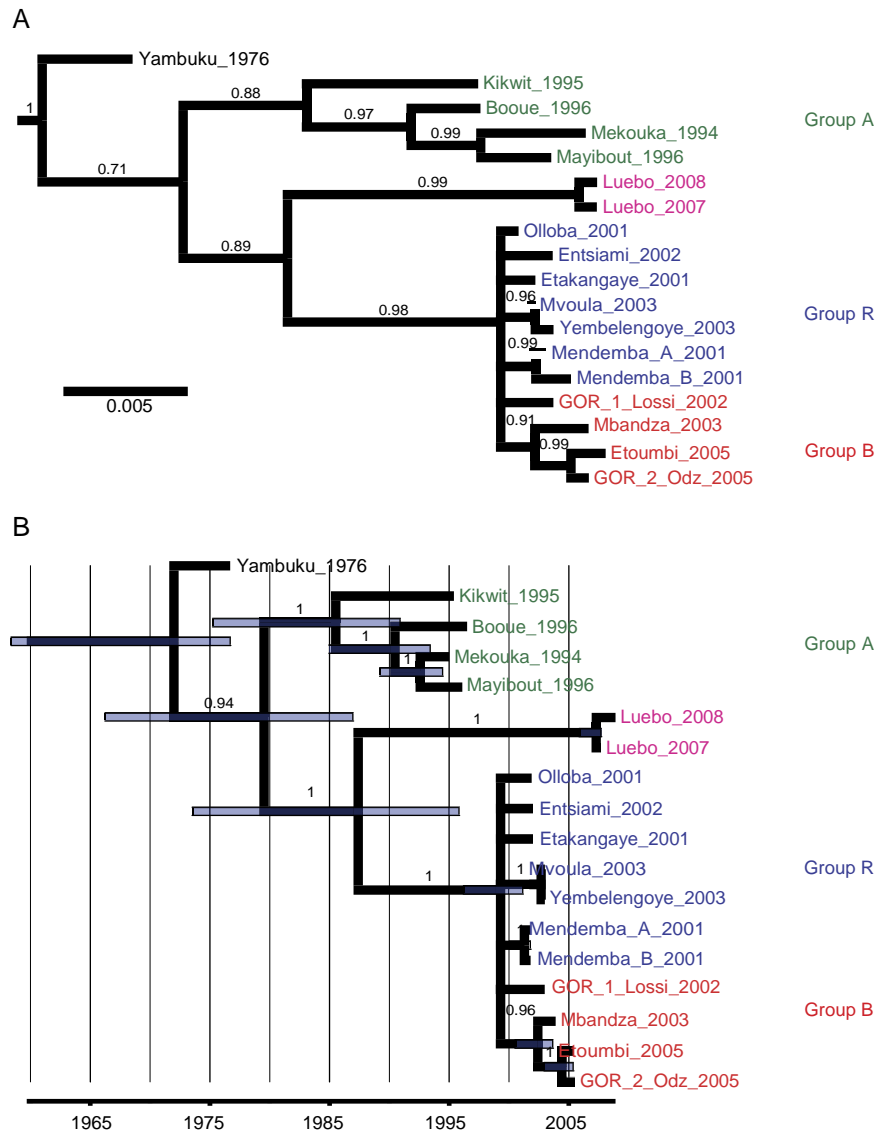 A
Yambuku_1976
Kikwit_1995
0.88
1
Booue_1996
0.97
Group A
0.99
Mekouka_1994
Mayibout_1996
0.71
0.99
Luebo_2008
Luebo_2007
Olloba_2001
0.89
Entsiami_2002
Etakangaye_2001
0.96
Mvoula_2003
0.98
Group R
Yembelengoye_2003
0.99
Mendemba_A_2001
Mendemba_B_2001
0.005
GOR_1_Lossi_2002
0.91
Mbandza_2003
0.99
Etoumbi_2005
Group B
GOR_2_Odz_2005
B
Yambuku_1976
Kikwit_1995
1
Booue_1996
1
Group A
1
Mekouka_1994
Mayibout_1996
0.94
Luebo_2008
1
Luebo_2007
Olloba_2001
1
Entsiami_2002
Etakangaye_2001
1
Mvoula_2003
Group R
1
Yembelengoye_2003
1
Mendemba_A_2001
Mendemba_B_2001
GOR_1_Lossi_2002
0.96
Group B
Mbandza_2003
1
Etoumbi_2005
GOR_2_Odz_2005
1965 1975 1985 1995 2005